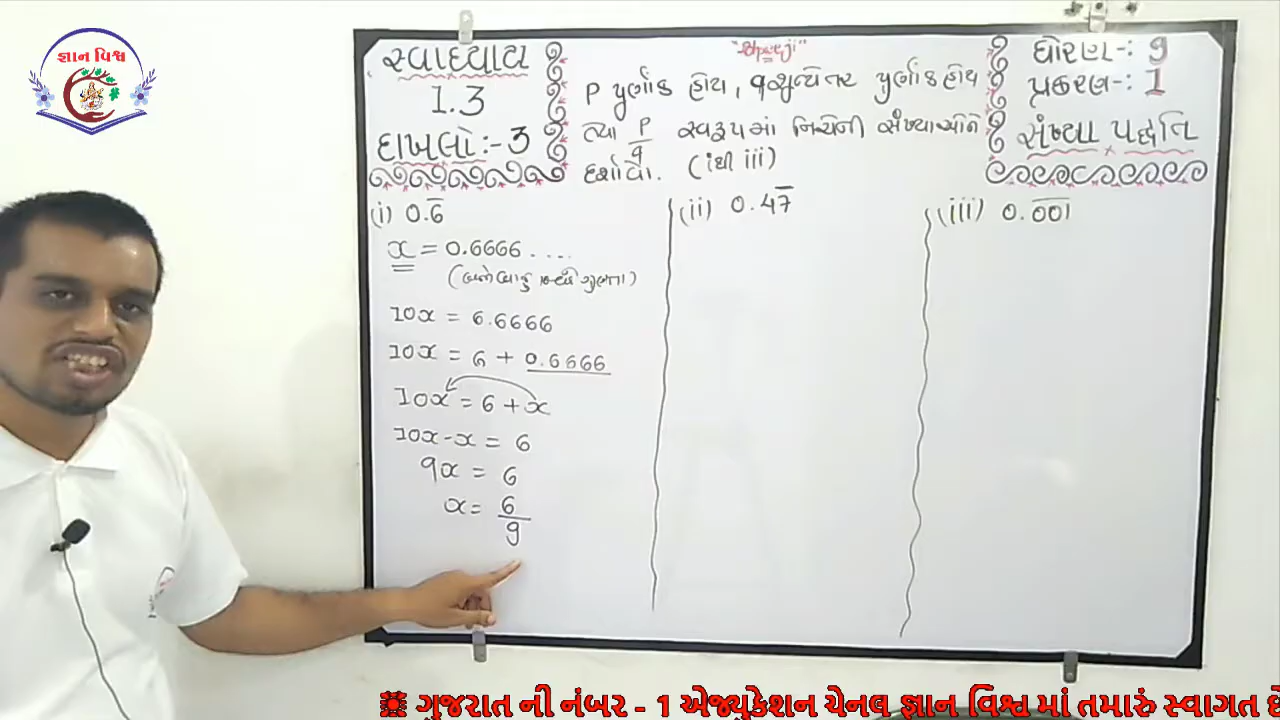 જ્ઞાન વિશ્વ
સ્વાધ્યાય
1.3
દાખલો :- 3
P પુર્ણાંક હોય, q શૂન્યેતર પુર્ણાંક હોય
ત્યા P/q સ્વરૂપમાં નિચેની સંખ્યાઓને
દર્શાવો. (i થી iii)
ધોરણ -: 9
પ્રકરણ -: 1
સંખ્યા પદ્ધતિ
(i) 0.6̅
x = 0.6666....
10x = 6.6666
10x = 6 + 0.6666
10x = 6 + x
10x - x = 6
9x = 6
x = 6/9
(ii) 0.47̅
(iii) 0.0̅0̅1̅
ગુજરાત ની નંબર - 1 એજ્યુકેશન ચેનલ જ્ઞાન વિશ્વ માં તમારું સ્વાગત